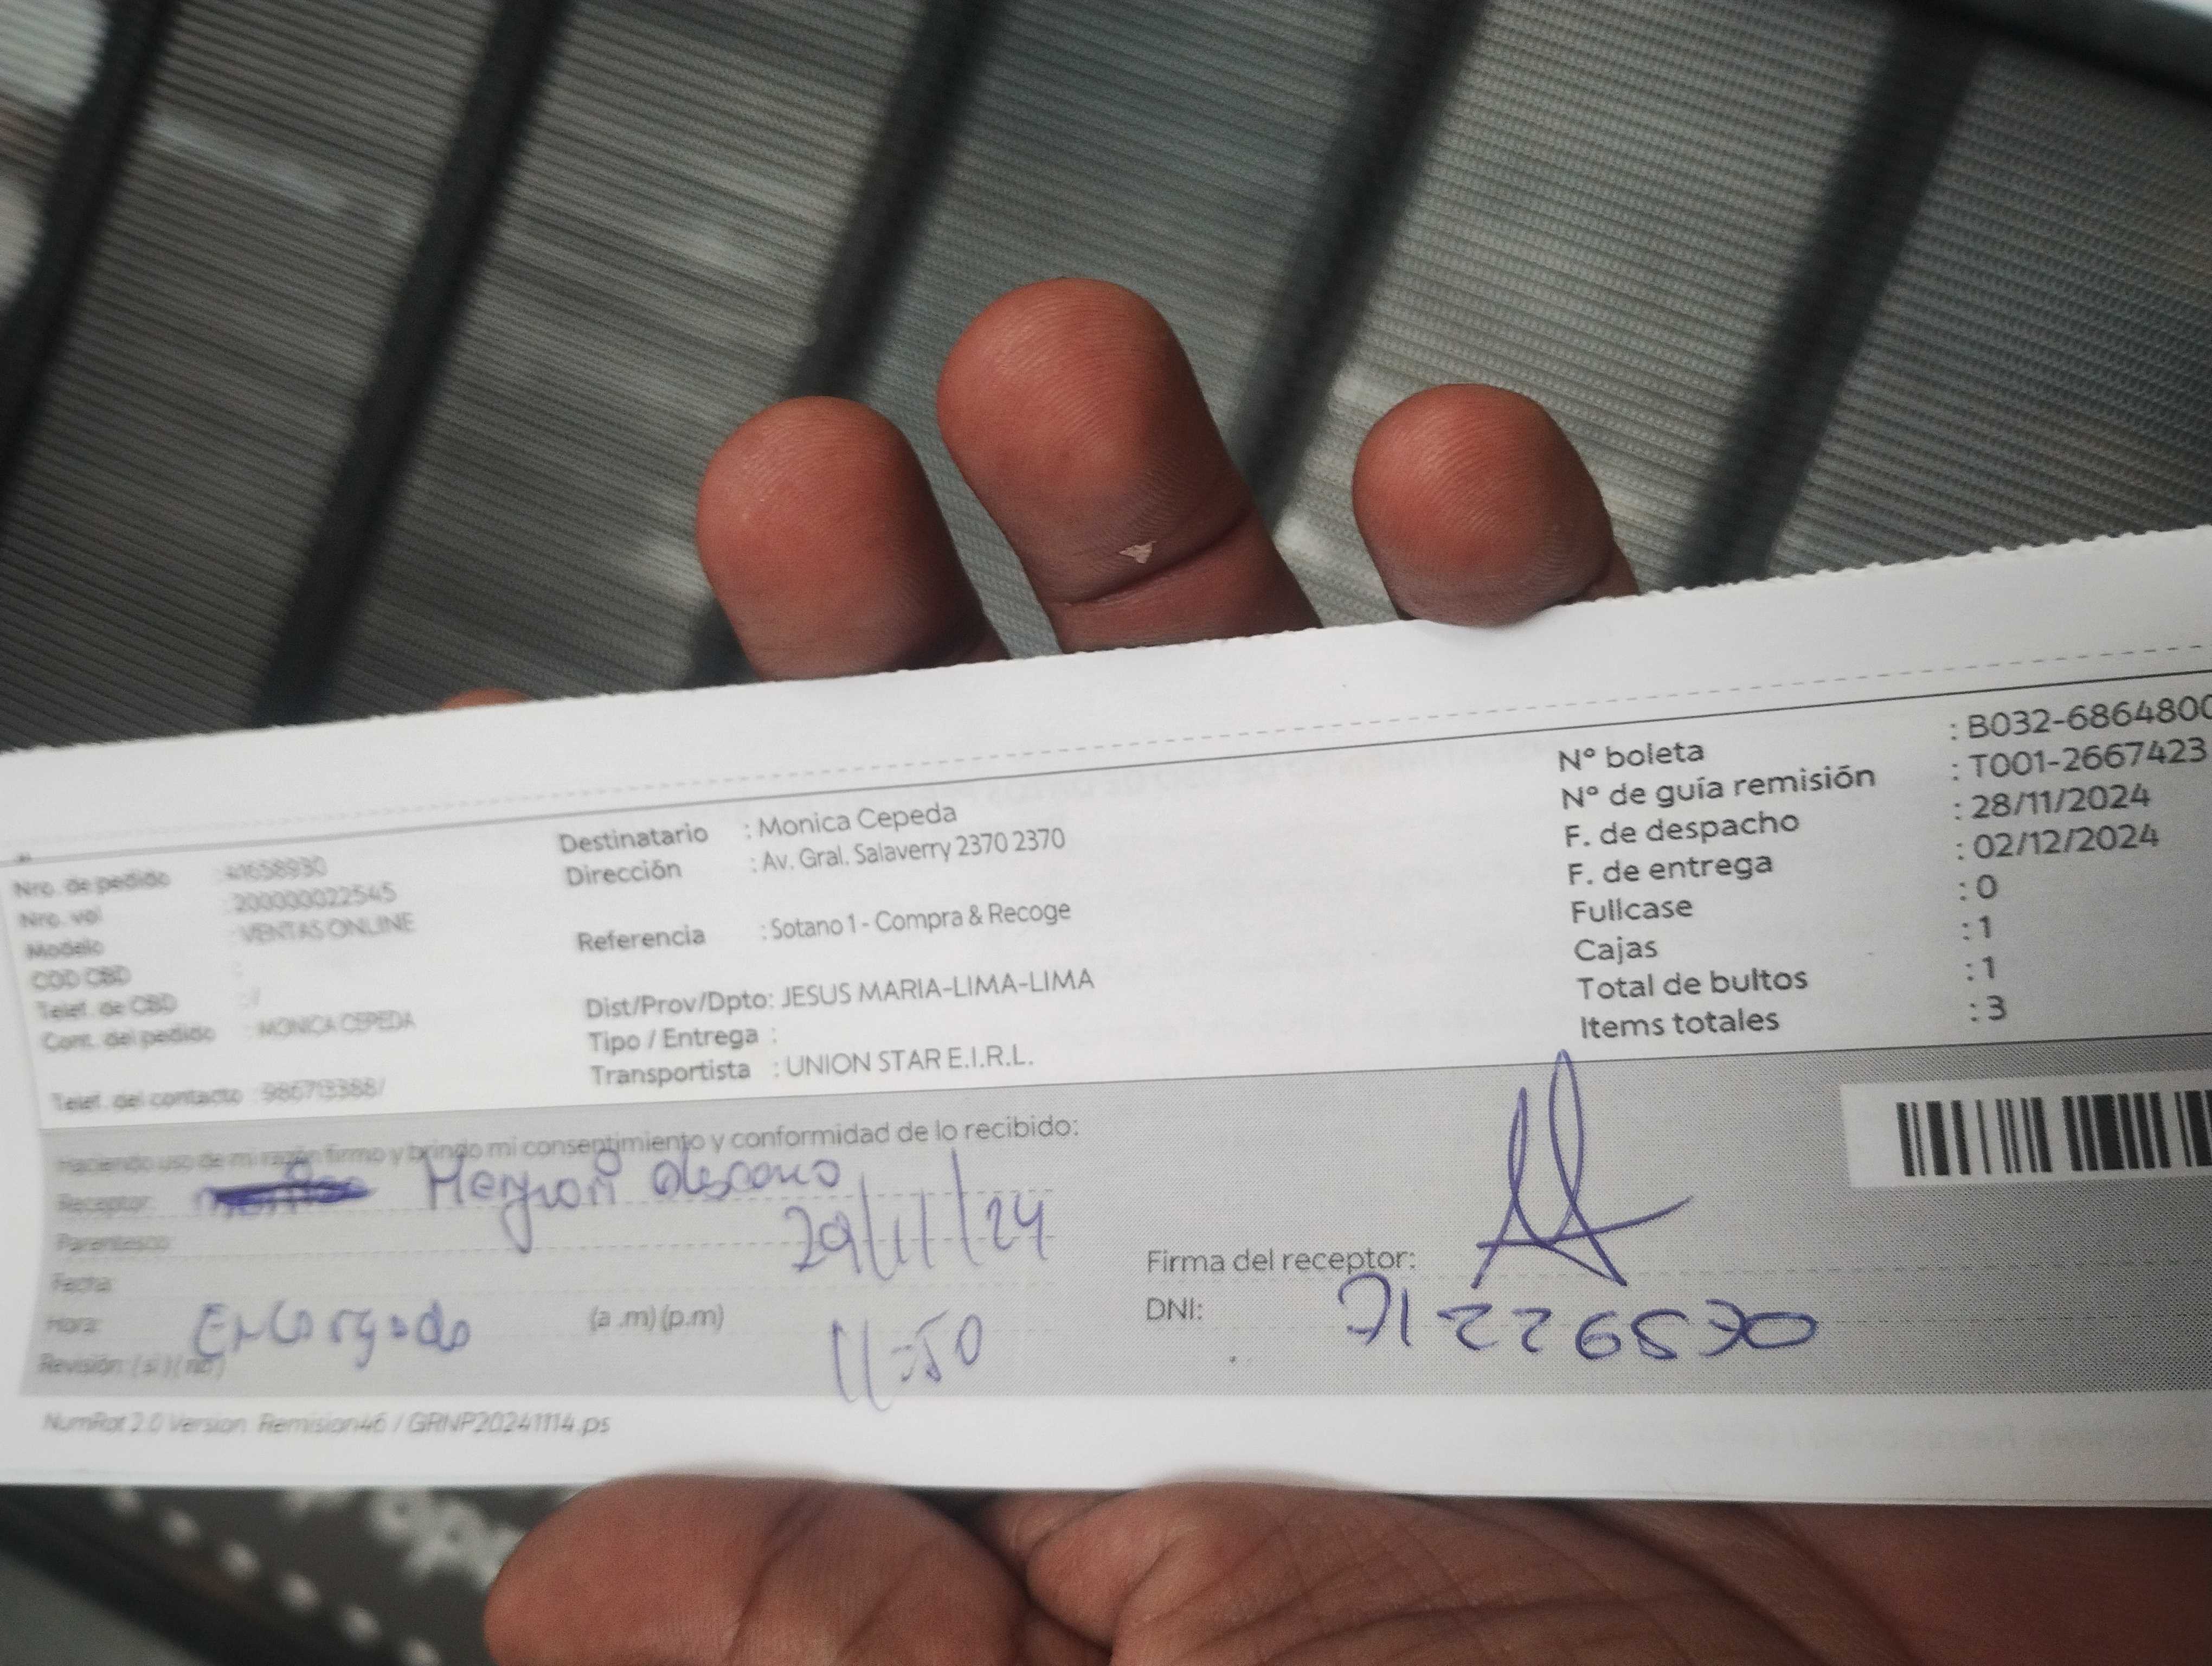 Nro. de pedido : 41658930
Nro. vol : 200000022545
Modelo : VENTAS ONLINE
COD CBD :
Telef. de CBD : /
Cont. del pedido : MONICA CEPEDA
Telef. del contacto : 986713388/
Destinatario : Monica Cepeda
Dirección : Av. Gral. Salaverry 2370 2370
Referencia : Sotano 1 - Compra & Recoge
Dist/Prov/Dpto: JESUS MARIA-LIMA-LIMA
Tipo / Entrega :
Transportista : UNION STAR E.I.R.L.
Nº boleta : B032-6864800
Nº de guía remisión : T001-2667423
F. de despacho : 28/11/2024
F. de entrega : 02/12/2024
Fullcase : 0
Cajas : 1
Total de bultos : 1
Items totales : 3
Haciendo uso de mi razón firmo y brindo mi consentimiento y conformidad de lo recibido:
Receptor:
Parentesco:
29/11/24
Fecha:
Hora: Encargado (a .m) (p.m) 11:50
Revisión: ( si ) ( no )
Firma del receptor:
DNI: 71226530
NumRot 2.0 Version Remision46 / GRNP20241114.ps